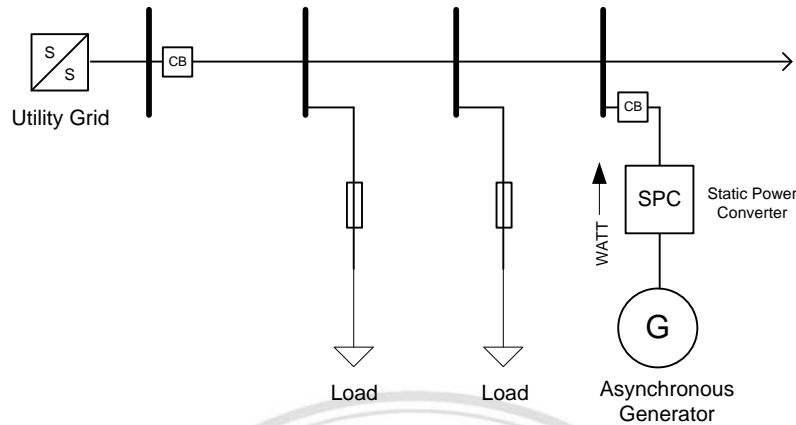 S
S
CB
Utility Grid
CB
WATT
SPC
Static Power
Converter
G
Load
Load
Asynchronous
Generator